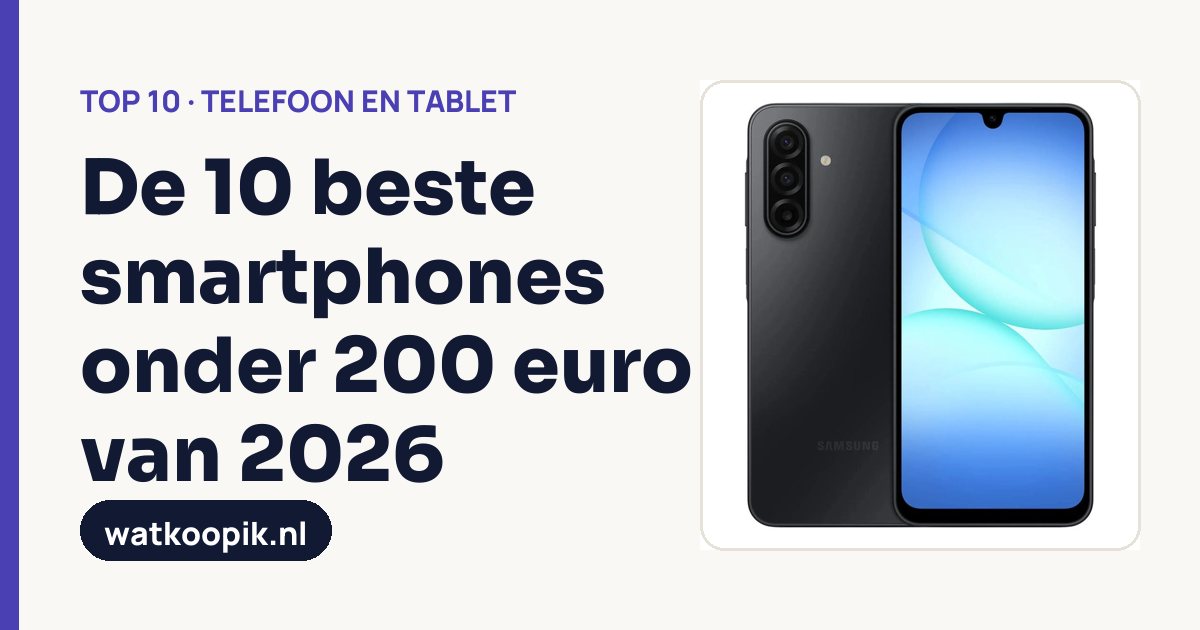 TOP 10 · TELEFOON EN TABLET
De 10 beste
smartphones
onder 200 euro
van 2026
watkoopik.nl
SAMSUNG